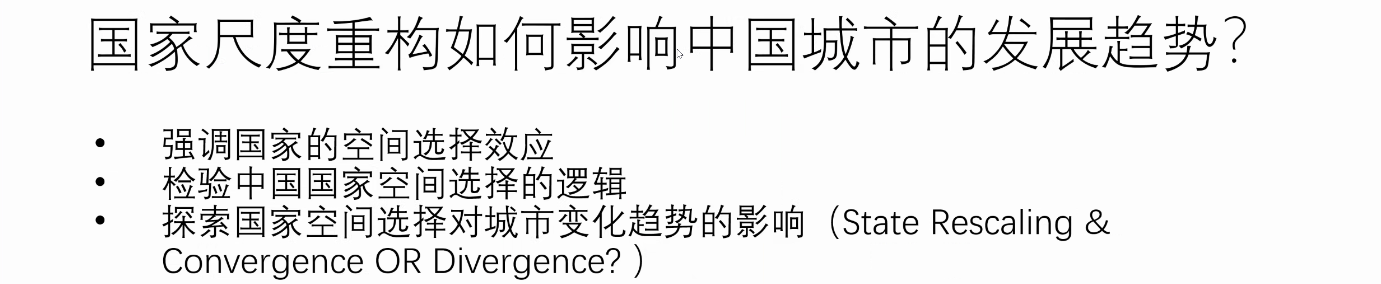 国家尺度重构如何影响中国城市的发展趋势？
• 强调国家的空间选择效应
• 检验中国国家空间选择的逻辑
• 探索国家空间选择对城市变化趋势的影响（State Rescaling &
Convergence OR Divergence? ）